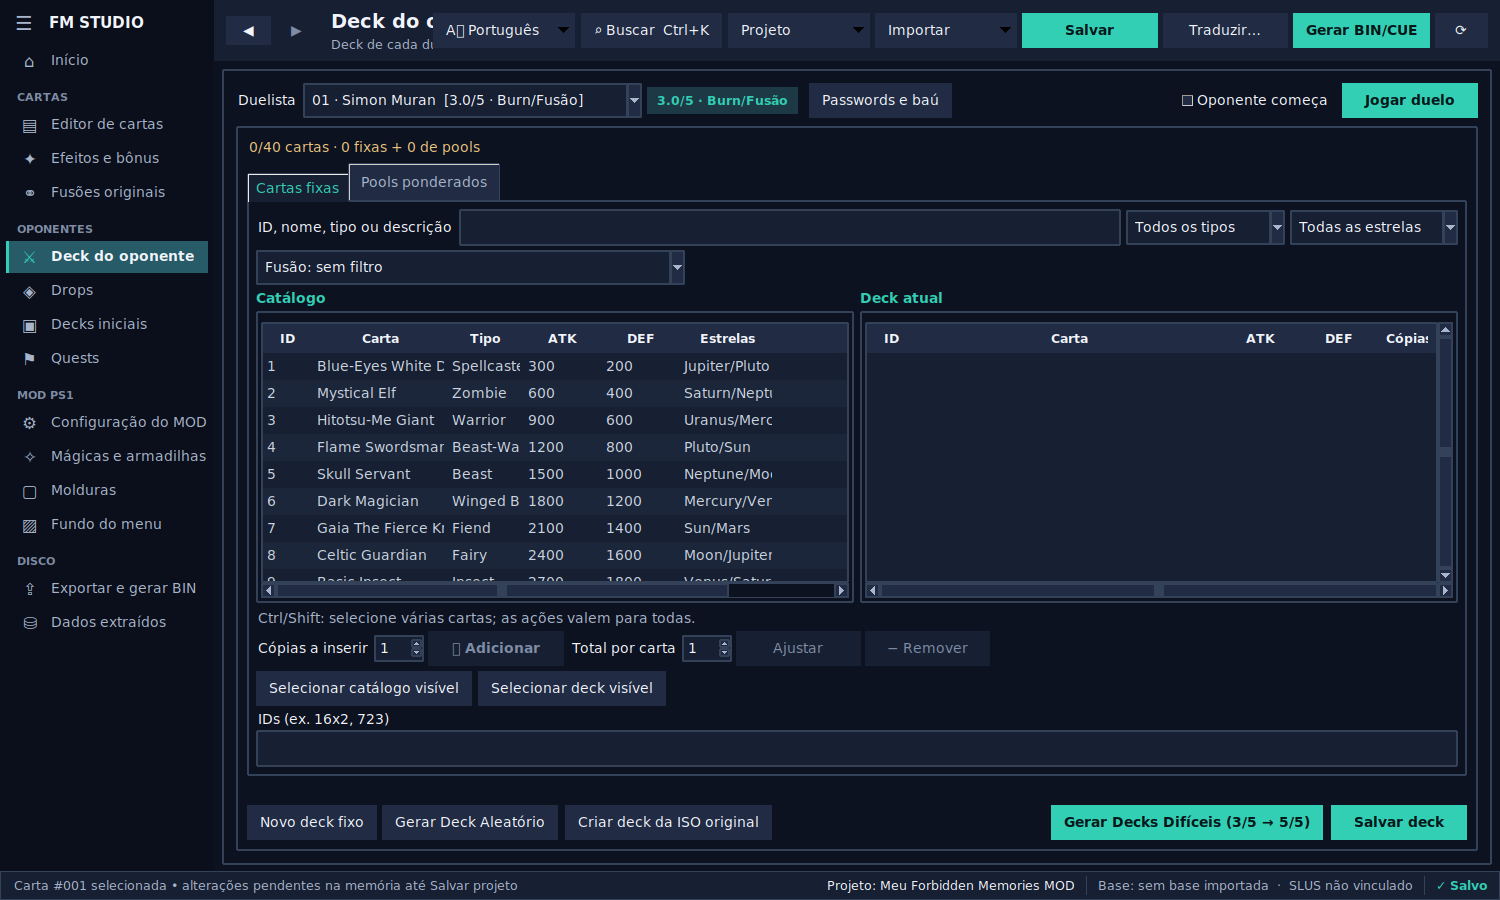 ☰ FM STUDIO
⌂ Início
CARTAS
▤ Editor de cartas
✦ Efeitos e bônus
⚭ Fusões originais
OPONENTES
⚔ Deck do oponente
◈ Drops
▣ Decks iniciais
⚑ Quests
MOD PS1
⚙ Configuração do MOD
✧ Mágicas e armadilhas
▢ Molduras
▨ Fundo do menu
DISCO
⇪ Exportar e gerar BIN
⛁ Dados extraídos
◀ ▶ Deck do
Deck de cada
A Português
⌕ Buscar Ctrl+K
Projeto
Importar
Salvar
Traduzir...
Gerar BIN/CUE
⟳
Duelista
01 · Simon Muran [3.0/5 · Burn/Fusão]
3.0/5 · Burn/Fusão
Passwords e baú
Oponente começa
Jogar duelo
0/40 cartas · 0 fixas + 0 de pools
Cartas fixas Pools ponderados
ID, nome, tipo ou descrição
Todos os tipos
Todas as estrelas
Fusão: sem filtro
Catálogo
ID Carta Tipo ATK DEF Estrelas
1 Blue-Eyes White D Spellcaste 300 200 Jupiter/Pluto
2 Mystical Elf Zombie 600 400 Saturn/Neptu
3 Hitotsu-Me Giant Warrior 900 600 Uranus/Merc
4 Flame Swordsman Beast-Wa 1200 800 Pluto/Sun
5 Skull Servant Beast 1500 1000 Neptune/Moo
6 Dark Magician Winged B 1800 1200 Mercury/Ver
7 Gaia The Fierce Kr Fiend 2100 1400 Sun/Mars
8 Celtic Guardian Fairy 2400 1600 Moon/Jupiter
9 Basic Insect Insect 2700 1800 Venus/Satur
Deck atual
ID Carta ATK DEF Cópias
Ctrl/Shift: selecione várias cartas; as ações valem para todas.
Cópias a inserir 1 Adicionar Total por carta 1 Ajustar − Remover
Selecionar catálogo visível Selecionar deck visível
IDs (ex. 16x2, 723)
Novo deck fixo Gerar Deck Aleatório Criar deck da ISO original Gerar Decks Difíceis (3/5 → 5/5) Salvar deck
Carta #001 selecionada • alterações pendentes na memória até Salvar projeto
Projeto: Meu Forbidden Memories MOD
Base: sem base importada · SLUS não vinculado
✓ Salvo